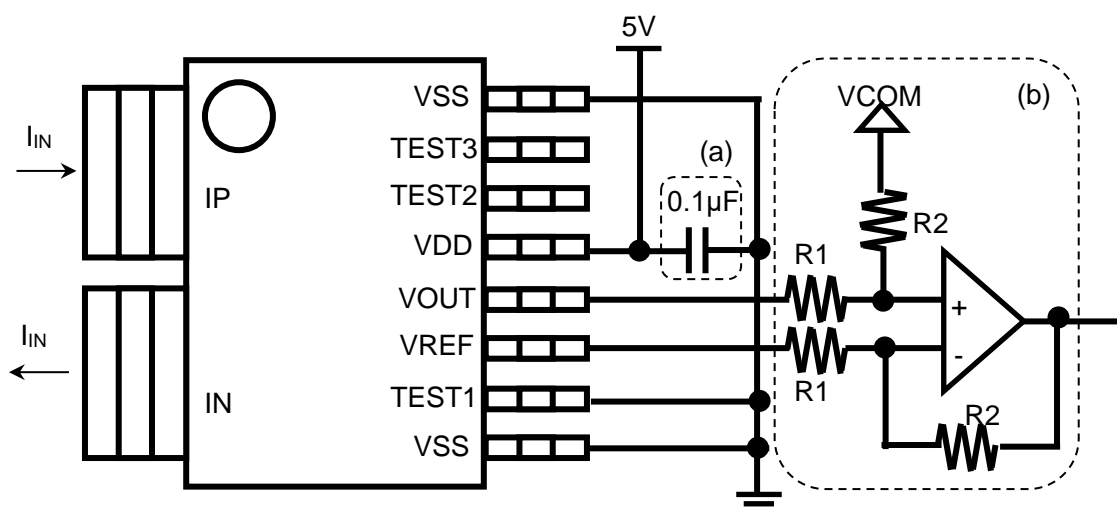 5V
VSS
VCOM
(b)
I_IN
TEST3
(a)
IP
TEST2
0.1µF
R2
VDD
R1
VOUT
+
I_IN
VREF
-
R1
IN
TEST1
R2
VSS